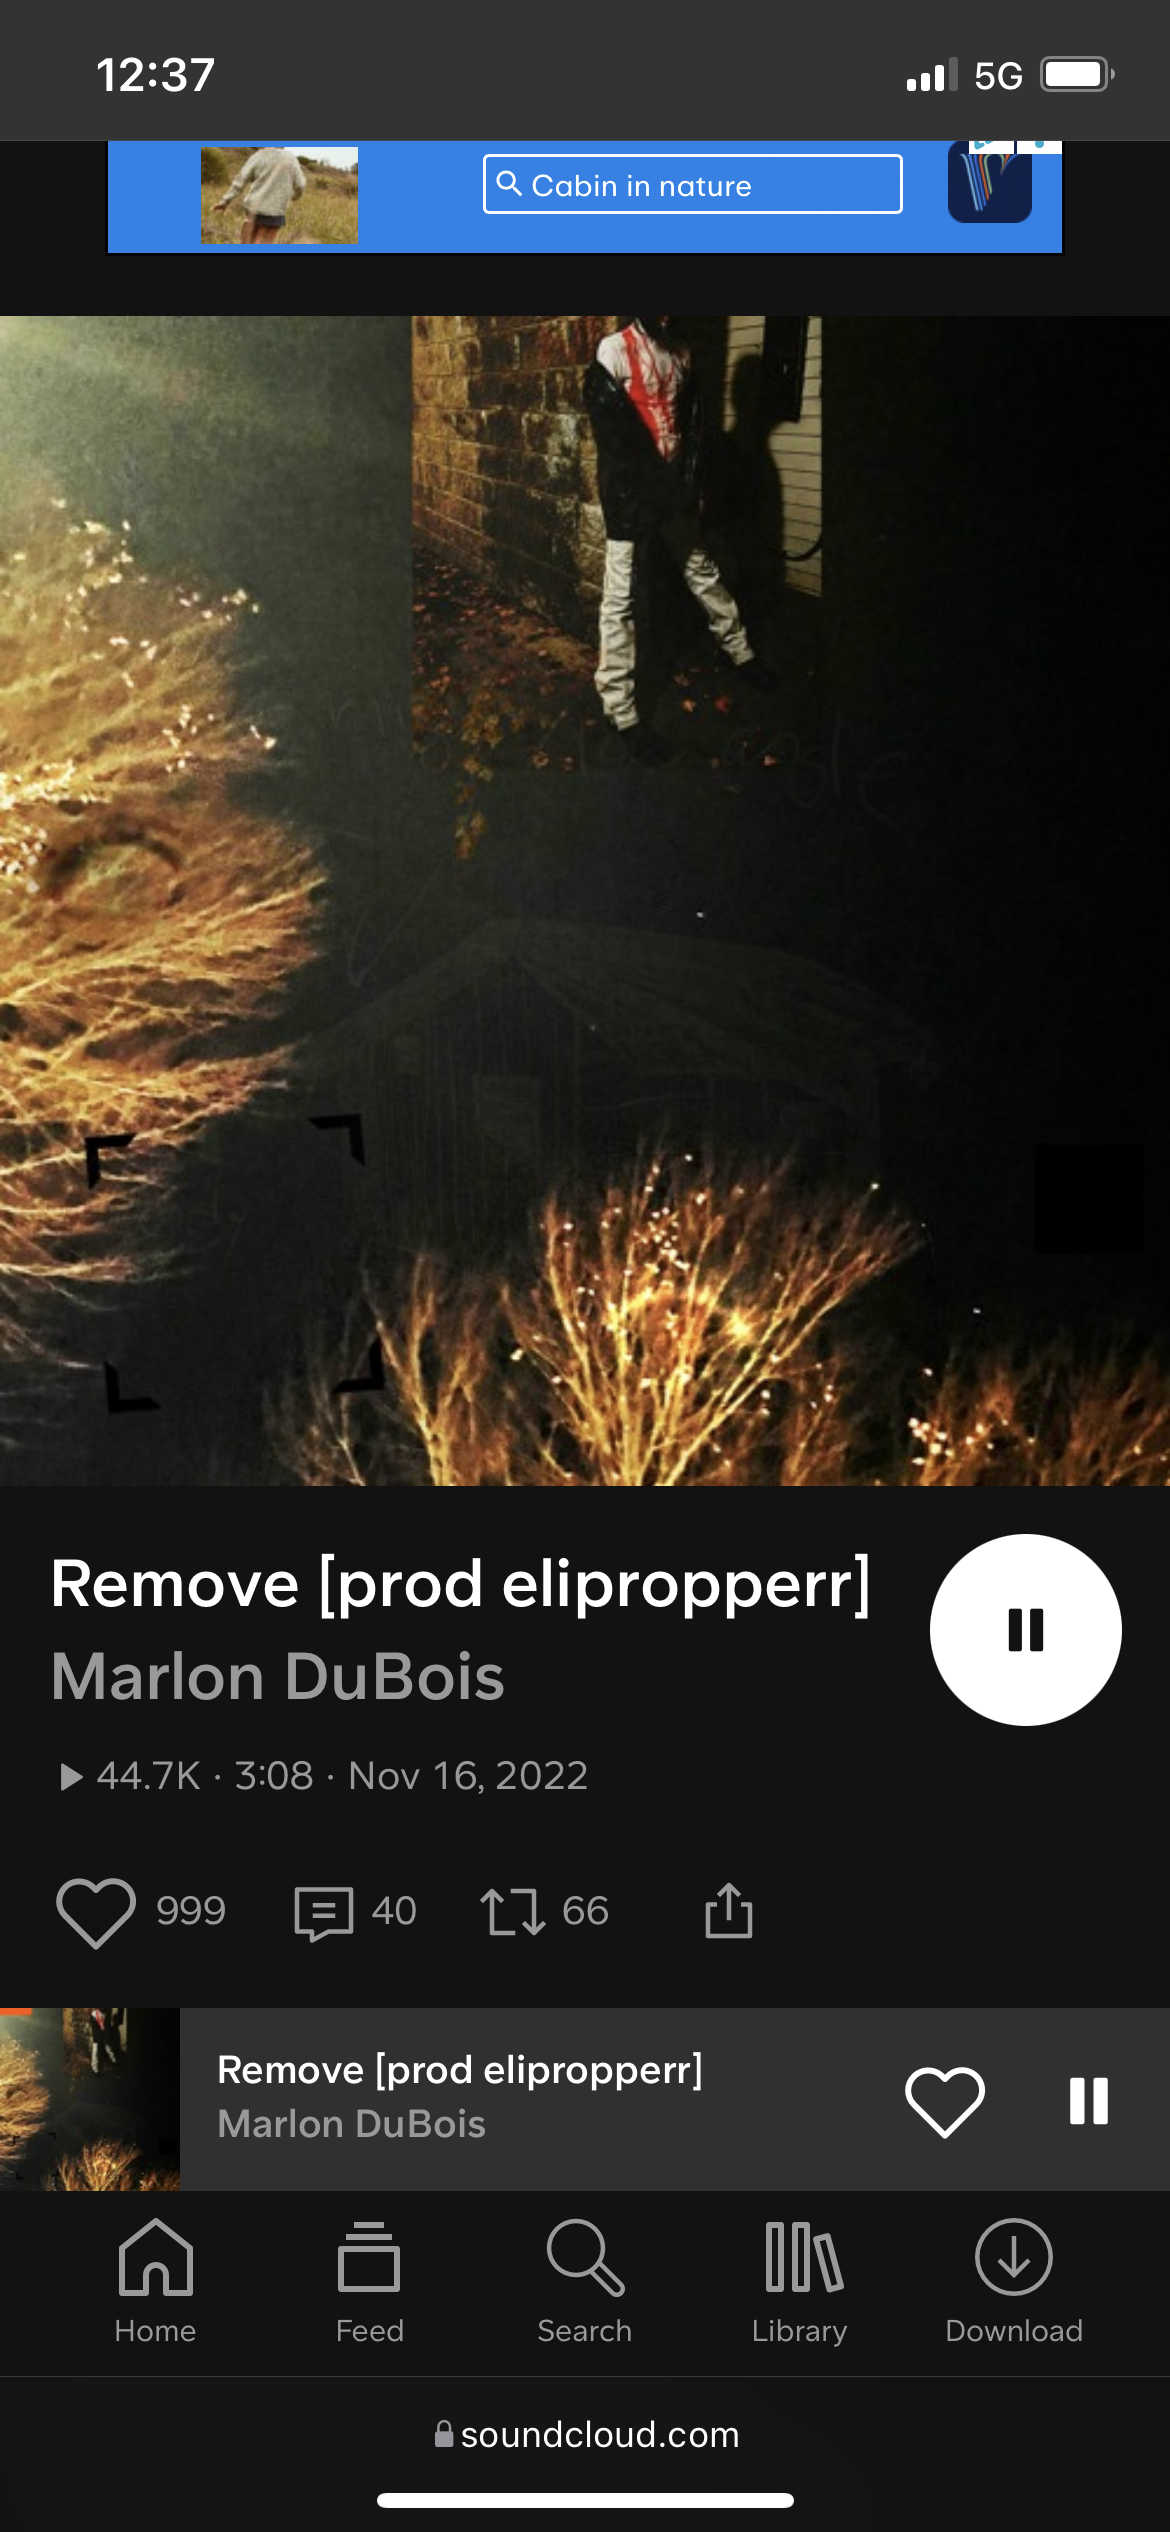 12:37
5G
Cabin in nature
Remove [prod elipropperr]
Marlon DuBois
44.7K · 3:08 · Nov 16, 2022
999
40
66
Remove [prod elipropperr]
Marlon DuBois
Home
Feed
Search
Library
Download
soundcloud.com